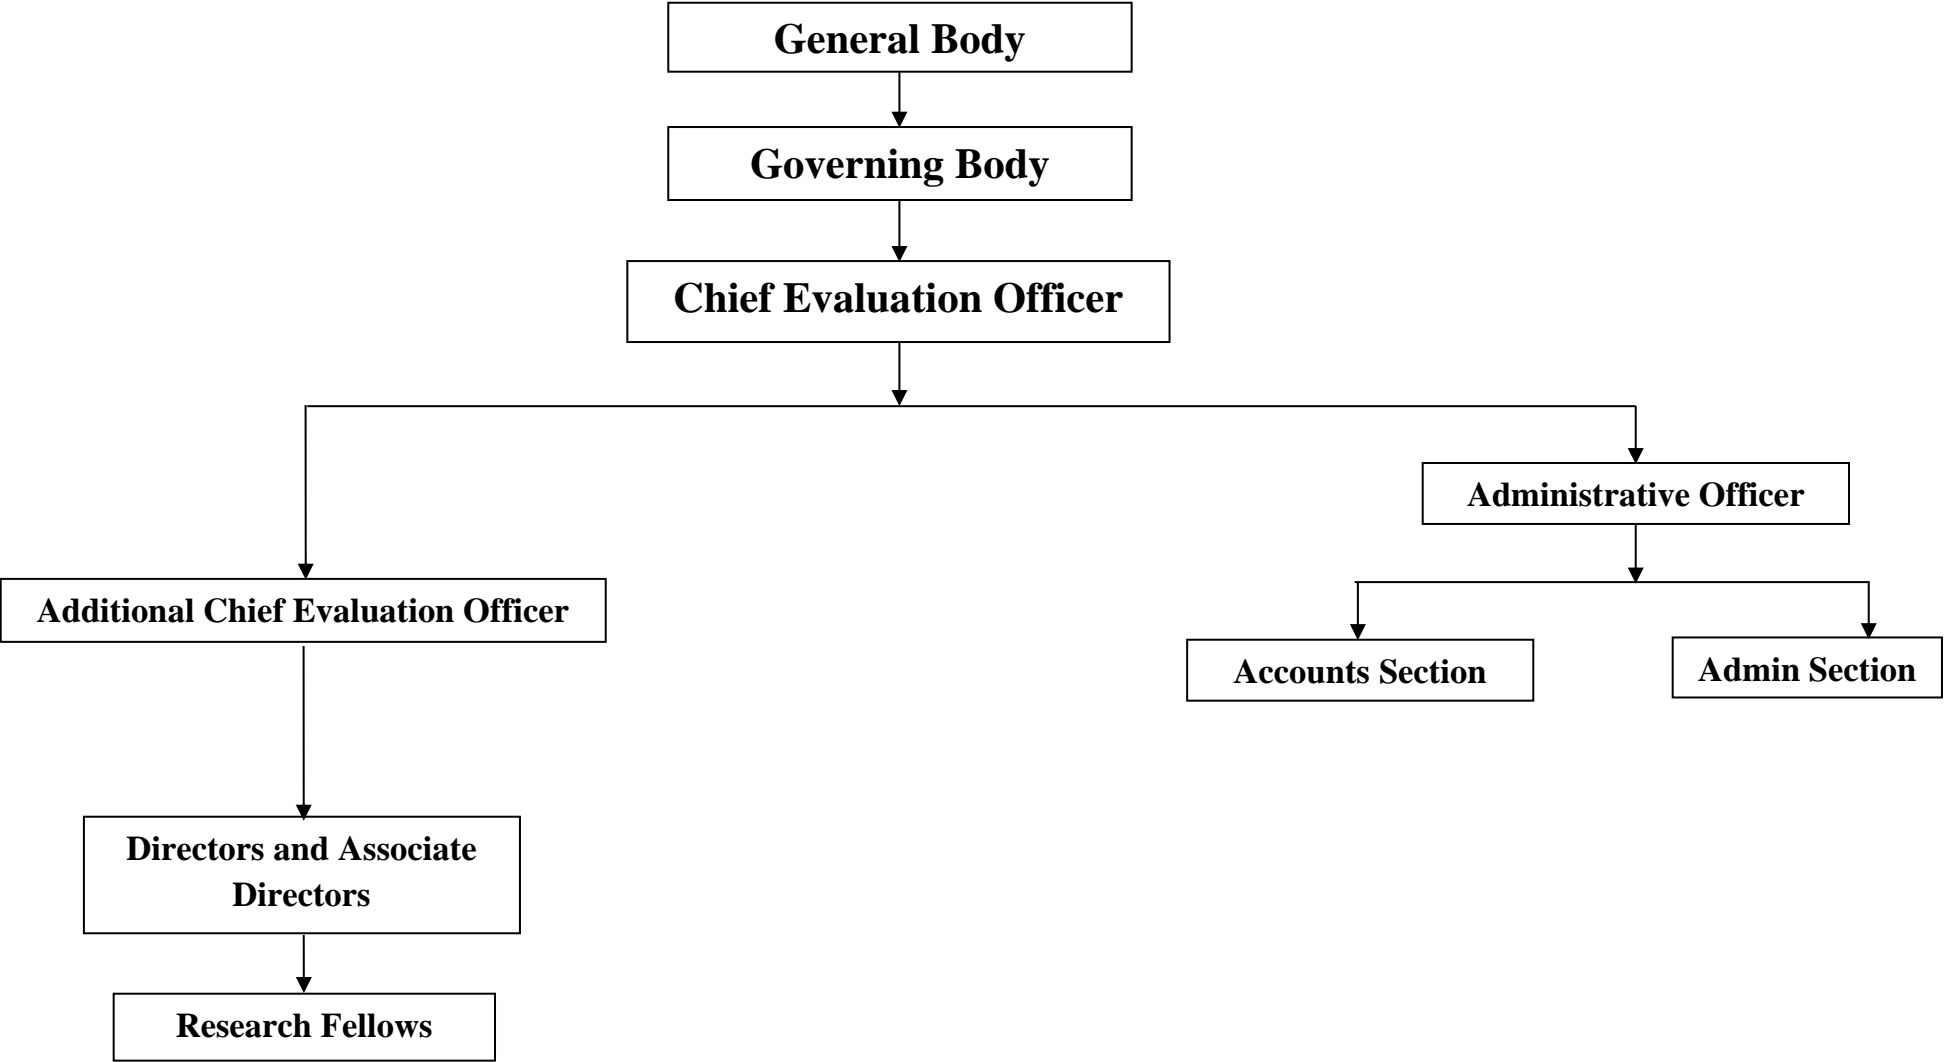 General Body
Governing Body
Chief Evaluation Officer
Administrative Officer
Additional Chief Evaluation Officer
Accounts Section
Admin Section
Directors and Associate
Directors
Research Fellows